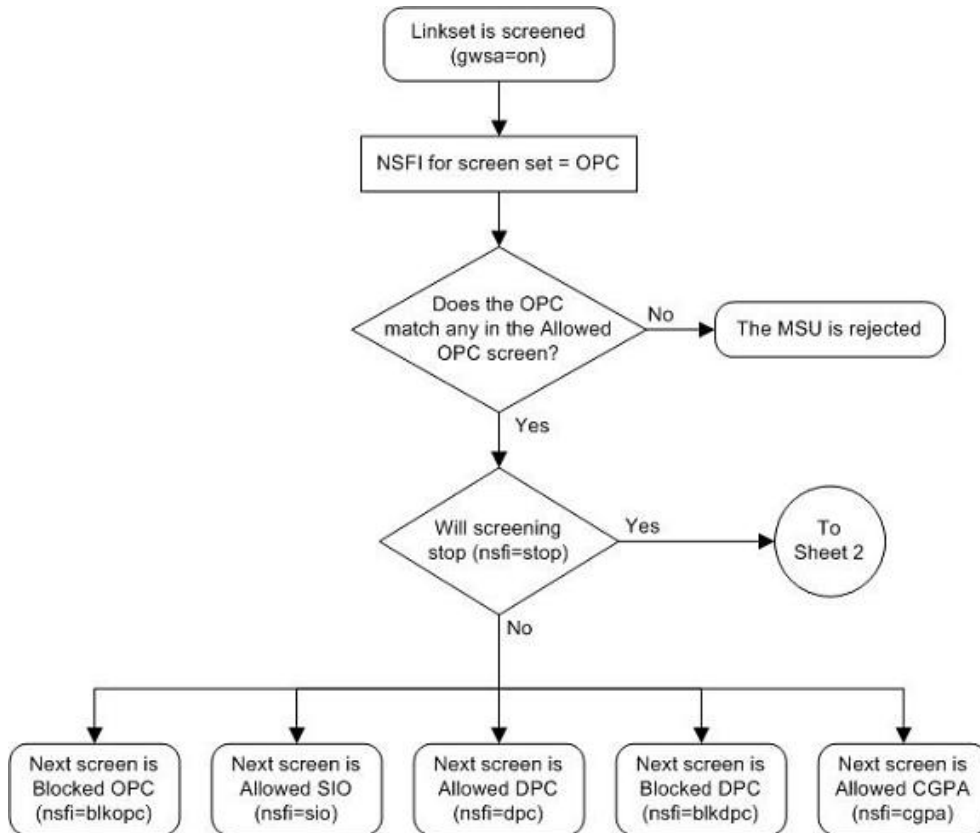 Linkset is screened
(gwsa=on)
NSFI for screen set = OPC
Does the OPC
match any in the Allowed
OPC screen?
No
The MSU is rejected
Yes
Will screening
stop (nsfi=stop)
Yes
To
Sheet 2
No
Next screen is
Blocked OPC
(nsfi=blkopc)
Next screen is
Allowed SIO
(nsfi=sio)
Next screen is
Allowed DPC
(nsfi=dpc)
Next screen is
Blocked DPC
(nsfi=blkdpc)
Next screen is
Allowed CGPA
(nsfi=cgpa)